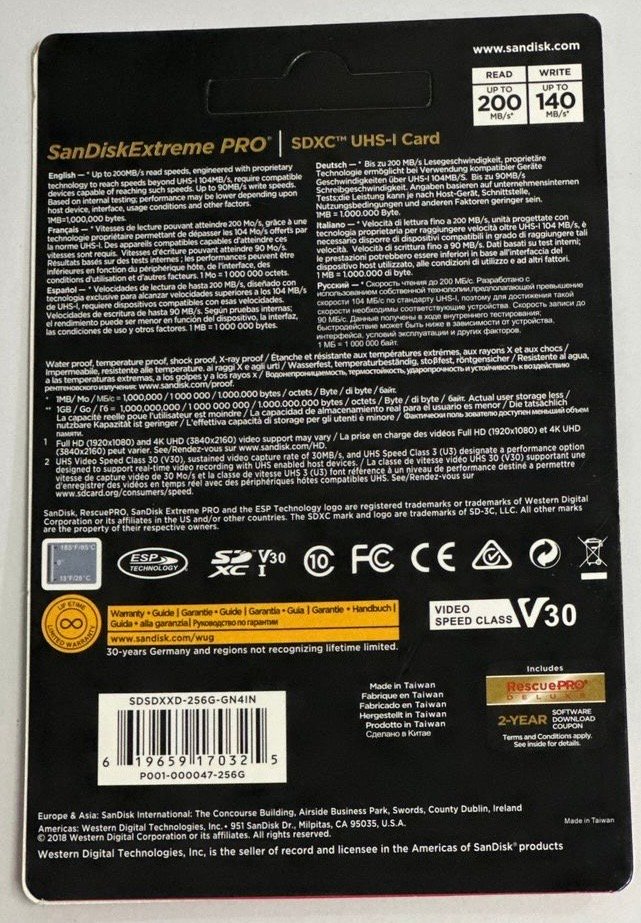 www.sandisk.com
READ WRITE
UP TO UP TO
200 140
MB/s* MB/s*
SanDiskExtreme PRO® SDXC™ UHS-I Card
English — * Up to 200MB/s read speeds, engineered with proprietary
technology to reach speeds beyond UHS-I 104MB/s, require compatible
devices capable of reaching such speeds. Up to 90MB/s write speeds.
Based on internal testing; performance may be lower depending upon
host device, interface, usage conditions and other factors.
1MB=1,000,000 bytes.
Français — * Vitesses de lecture pouvant atteindre 200 Mo/s, grâce à une
technologie propriétaire permettant de dépasser les 104 Mo/s offerts par
la norme UHS-I. Des appareils compatibles capables d'atteindre ces
vitesses sont requis. Vitesses d'écriture pouvant atteindre 90 Mo/s.
Résultats basés sur des tests internes ; les performances peuvent être
inférieures en fonction du périphérique hôte, de l'interface, des
conditions d'utilisation et d'autres facteurs. 1 Mo = 1 000 000 octets.
Español — * Velocidades de lectura de hasta 200 MB/s, diseñado con
tecnología exclusiva para alcanzar velocidades superiores a los 104 MB/s
de UHS-I, requiere dispositivos compatibles con esas velocidades.
Velocidades de escritura de hasta 90 MB/s. Según pruebas internas;
el rendimiento puede ser menor en función del dispositivo, la interfaz,
las condiciones de uso y otros factores. 1 MB = 1 000 000 bytes.
Deutsch — * Bis zu 200 MB/s Lesegeschwindigkeit, proprietäre
Technologie ermöglicht bei Verwendung kompatibler Geräte
Geschwindigkeiten über UHS-I 104MB/s. Bis zu 90MB/s
Schreibgeschwindigkeit. Angaben basieren auf unternehmensinternen
Tests;die Leistung kann je nach Host-Gerät, Schnittstelle,
Nutzungsbedingungen und anderen Faktoren geringer sein.
1MB = 1.000.000 Byte.
Italiano — * Velocità di lettura fino a 200 MB/s, unità progettate con
tecnologia proprietaria per raggiungere velocità oltre UHS-I 104 MB/s, è
necessario disporre di dispositivi compatibili in grado di raggiungere tali
velocità. Velocità di scrittura fino a 90 MB/s. Dati basati su test interni;
le prestazioni potrebbero essere inferiori in base all'interfaccia del
dispositivo host utilizzato, alle condizioni di utilizzo e ad altri fattori.
1 MB = 1.000.000 di byte.
Русский — * Скорость чтения до 200 МБ/с. Разработано с
использованием собственной технологии,предполагающей превышение
скорости 104 МБ/с по стандарту UHS-I, поэтому для достижения такой
скорости необходимы соответствующие устройства. Скорость записи до
90 МБ/с. Данные получены в ходе внутреннего тестирования;
быстродействие может быть ниже в зависимости от устройства,
интерфейса, условий эксплуатации и других факторов.
1 МБ = 1 000 000 байт.
Water proof, temperature proof, shock proof, X-ray proof / Étanche et résistante aux températures extrêmes, aux rayons X et aux chocs /
Impermeabile, resistente alle temperature, ai raggi X e agli urti / Wasserfest, temperaturbeständig, stoßfest, röntgensicher / Resistente al agua,
a las temperaturas extremas, a los golpes y a los rayos x / Водонепроницаемость, термостойкость, ударопрочность и устойчивость к воздействию
рентгеновского излучения: www.sandisk.com/proof.
* 1MB/Mo / МБ/с = 1,000,000 / 1 000 000 / 1.000.000 bytes / octets / Byte / di byte / байт.
** 1GB / Go / Гб = 1,000,000,000 / 1 000 000 000 / 1.000.000.000 bytes / octets / Byte / di byte / байт. Actual user storage less /
La capacité réelle pour l'utilisateur est moindre / La capacidad de almacenamiento real para el usuario es menor / Die tatsächlich
nutzbare Kapazität ist geringer / L'effettiva capacità di storage per gli utenti è minore / Фактически пользователю доступен меньший объем
памяти.
1 Full HD (1920x1080) and 4K UHD (3840x2160) video support may vary / La prise en charge des vidéos Full HD (1920x1080) et 4K UHD
(3840x2160) peut varier. See/Rendez-vous sur www.sandisk.com/HD.
2 UHS Video Speed Class 30 (V30), sustained video capture rate of 30MB/s, and UHS Speed Class 3 (U3) designate a performance option
designed to support real-time video recording with UHS enabled host devices. / La classe de vitesse vidéo UHS 30 (V30) supportant une
vitesse de capture vidéo de 30 Mo/s et la classe de vitesse UHS 3 (U3) font référence à un niveau de performance destiné à permettre
d'enregistrer des vidéos en temps réel avec des périphériques hôtes compatibles UHS. See/Rendez-vous sur
www.sdcard.org/consumers/speed.
SanDisk, RescuePRO, SanDisk Extreme PRO and the ESP Technology logo are registered trademarks or trademarks of Western Digital
Corporation or its affiliates in the US and/or other countries. The SDXC mark and logo are trademarks of SD-3C, LLC. All other marks
are the property of their respective owners.
185°F/85°C
0°
-13°F/-25°C
ESP TECHNOLOGY
SD XC I V30 10 FC CE
LIFETIME LIMITED WARRANTY
Warranty • Guide | Garantie • Guide | Garantía • Guía | Garantie • Handbuch |
Guida • alla garanzia| Руководство по гарантии
www.sandisk.com/wug
30-years Germany and regions not recognizing lifetime limited.
VIDEO
SPEED CLASS V30
SDSDXXD-256G-GN4IN
6 19659 17032 5
P001-000047-256G
Made in Taiwan
Fabriqué en Taiwan
Fabricado en Taiwan
Hergestellt in Taiwan
Prodotto in Taiwan
Сделано в Китае
Includes
RescuePRO®
DELUXE
2-YEAR SOFTWARE DOWNLOAD COUPON
Terms and Conditions apply.
See inside for details.
Europe & Asia: SanDisk International: The Concourse Building, Airside Business Park, Swords, County Dublin, Ireland
Americas: Western Digital Technologies, Inc. • 951 SanDisk Dr., Milpitas, CA 95035, U.S.A.
© 2018 Western Digital Corporation or its affiliates. All rights reserved.
Made in Taiwan
Western Digital Technologies, Inc. is the seller of record and licensee in the Americas of SanDisk® products